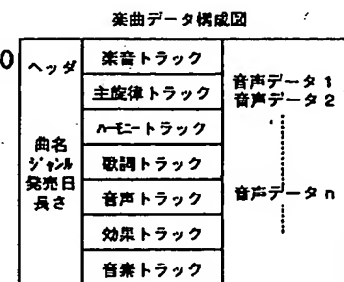 楽曲データ構成図
0
ヘッダ
曲名
ジャンル
発売日
長さ
楽音トラック
主旋律トラック
ハーモニートラック
歌詞トラック
音声トラック
効果トラック
音素トラック
音声データ1
音声データ2
音声データn